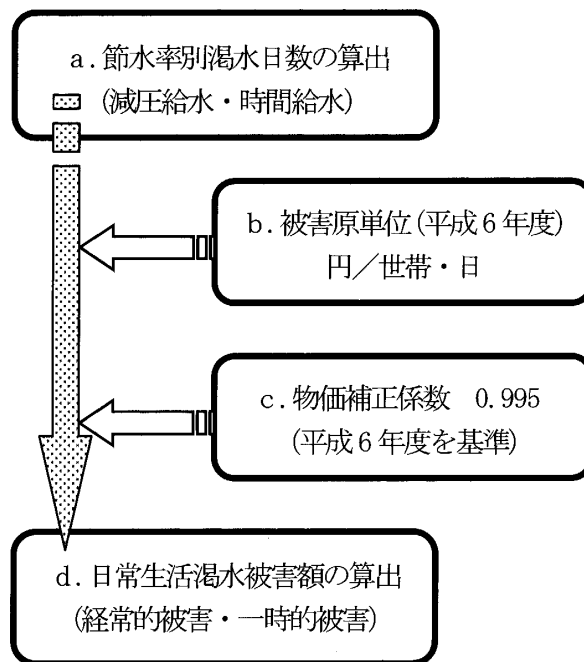 a.節水率別渇水日数の算出
(減圧給水・時間給水)
b.被害原単位(平成6年度)
円／世帯・日
c.物価補正係数　0.995
(平成6年度を基準)
d.日常生活渇水被害額の算出
(経常的被害・一時的被害)